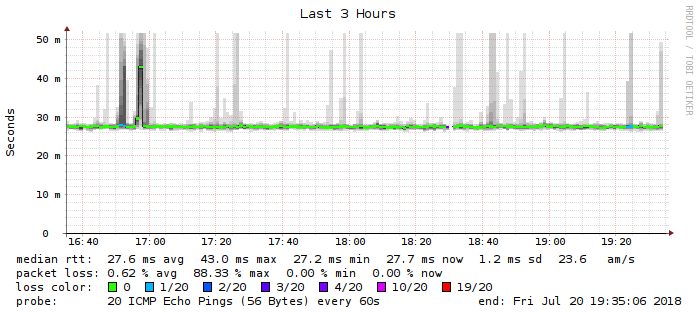 Last 3 Hours
RRDTOOL / TOBI OETIKER
Seconds
50 m
40 m
30 m
20 m
10 m
0
16:40 17:00 17:20 17:40 18:00 18:20 18:40 19:00 19:20
median rtt: 27.6 ms avg 43.0 ms max 27.2 ms min 27.7 ms now 1.2 ms sd 23.6 am/s
packet loss: 0.62 % avg 88.33 % max 0.00 % min 0.00 % now
loss color: 0 1/20 2/20 3/20 4/20 10/20 19/20
probe: 20 ICMP Echo Pings (56 Bytes) every 60s end: Fri Jul 20 19:35:06 2018